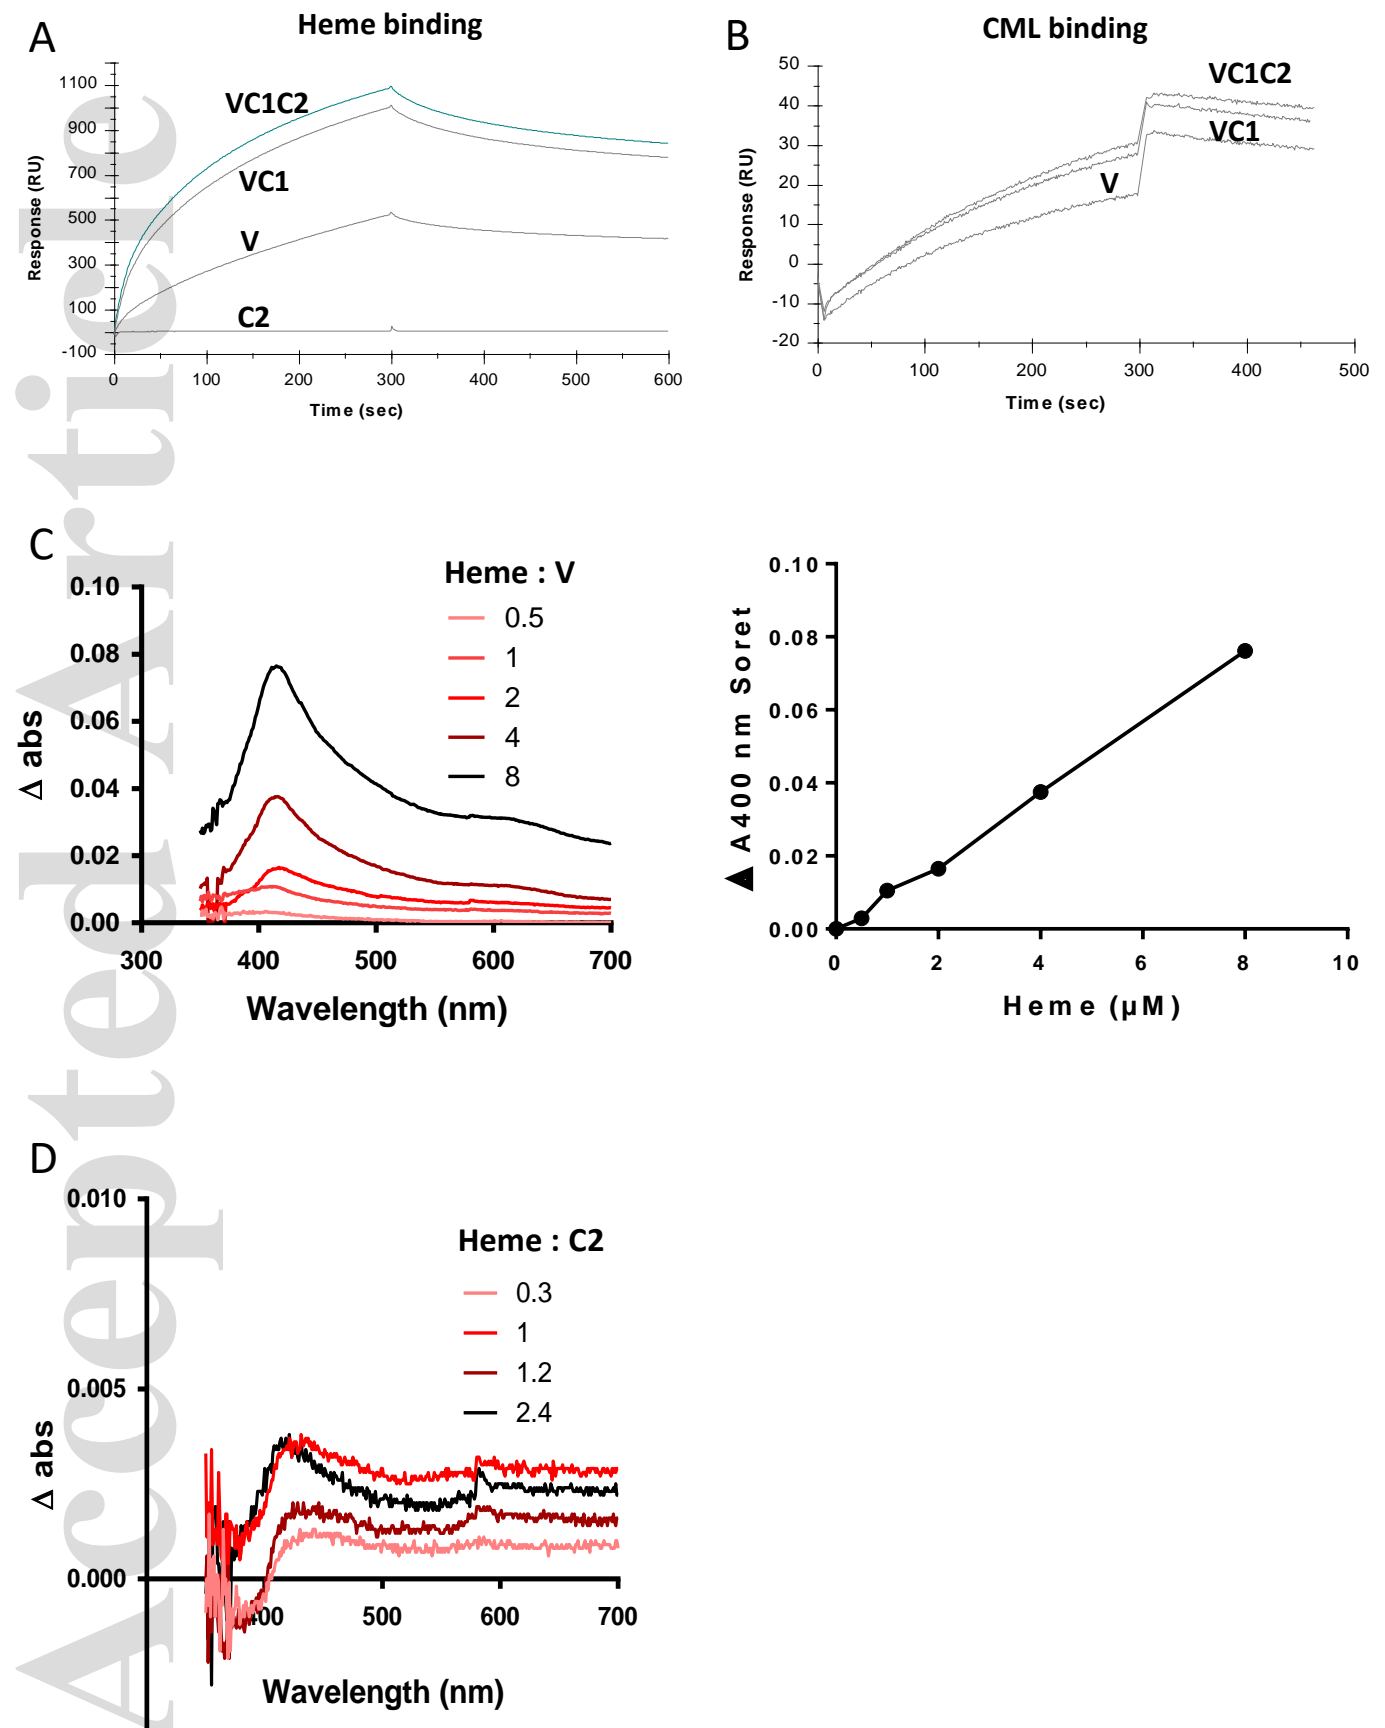 Accepted Article
A
Heme binding
1100
900
700
500
300
100
-100
Response (RU)
VC1C2
VC1
V
C2
0 100 200 300 400 500 600
Time (sec)
B
CML binding
50
40
30
20
10
0
-10
-20
Response (RU)
VC1C2
VC1
V
0 100 200 300 400 500
Time (sec)
C
Heme : V
0.5
1
2
4
8
0.10
0.08
0.06
0.04
0.02
0.00
Δ abs
300 400 500 600 700
Wavelength (nm)
0.10
0.08
0.06
0.04
0.02
0.00
▲ A400 nm Soret
0 2 4 6 8 10
Heme (µM)
D
Heme : C2
0.3
1
1.2
2.4
0.010
0.005
0.000
Δ abs
400 500 600 700
Wavelength (nm)